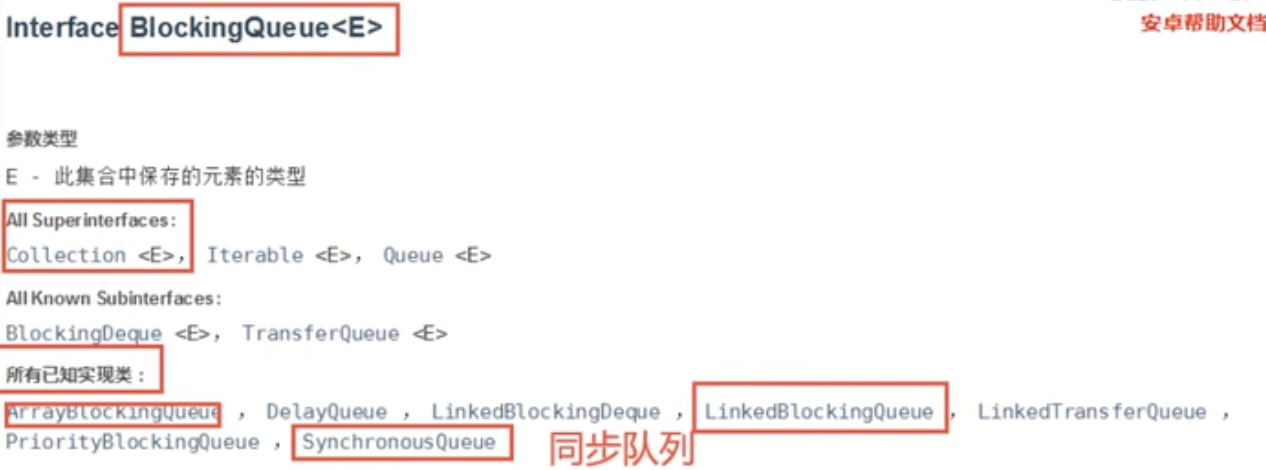 Interface BlockingQueue<E>
安卓帮助文档
参数类型
E - 此集合中保存的元素的类型
All Superinterfaces:
Collection <E>, Iterable <E>, Queue <E>
All Known Subinterfaces:
BlockingDeque <E>, TransferQueue <E>
所有已知实现类：
ArrayBlockingQueue , DelayQueue , LinkedBlockingDeque , LinkedBlockingQueue , LinkedTransferQueue ,
PriorityBlockingQueue , SynchronousQueue 同步队列